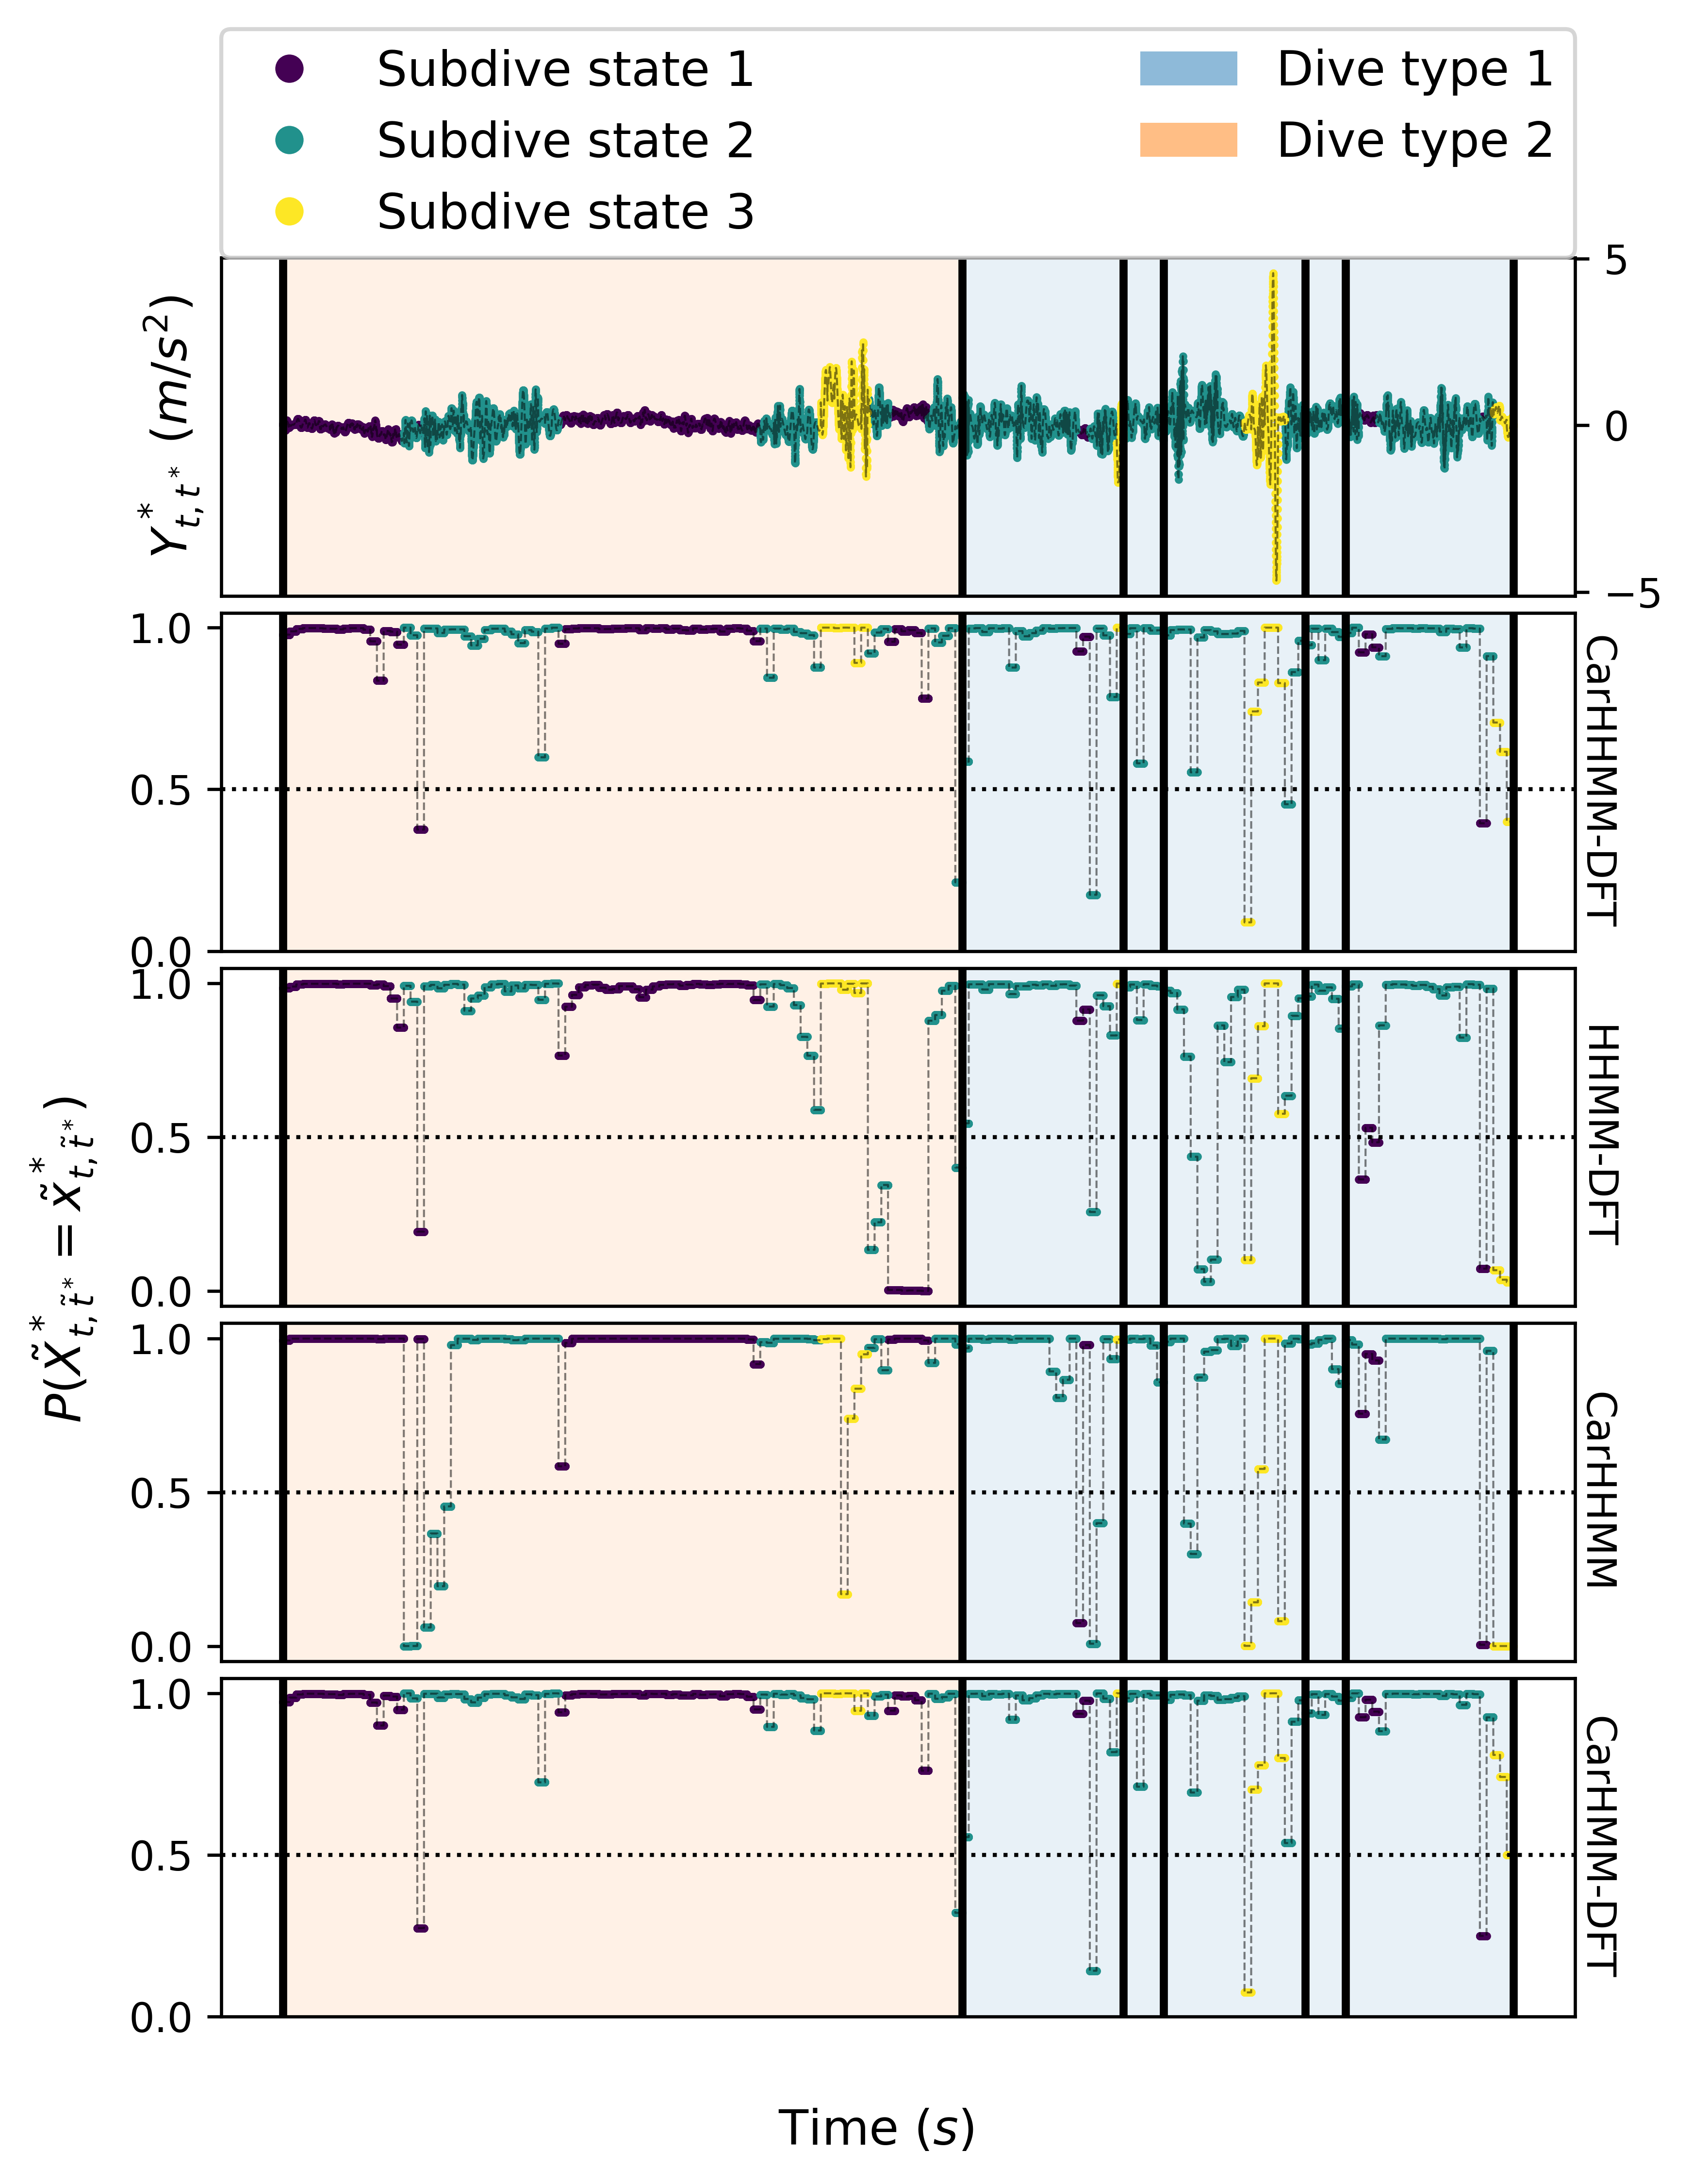 Subdive state 1
Subdive state 2
Subdive state 3
Dive type 1
Dive type 2
Y*_{t,t*} (m/s²)
5
0
−5
1.0
0.5
0.0
CarHHMM-DFT
1.0
0.5
0.0
HHMM-DFT
P(X̃*_{t,t̃*} = x̃*_{t,t̃*})
1.0
0.5
0.0
CarHHMM
1.0
0.5
0.0
CarHMM-DFT
Time (s)